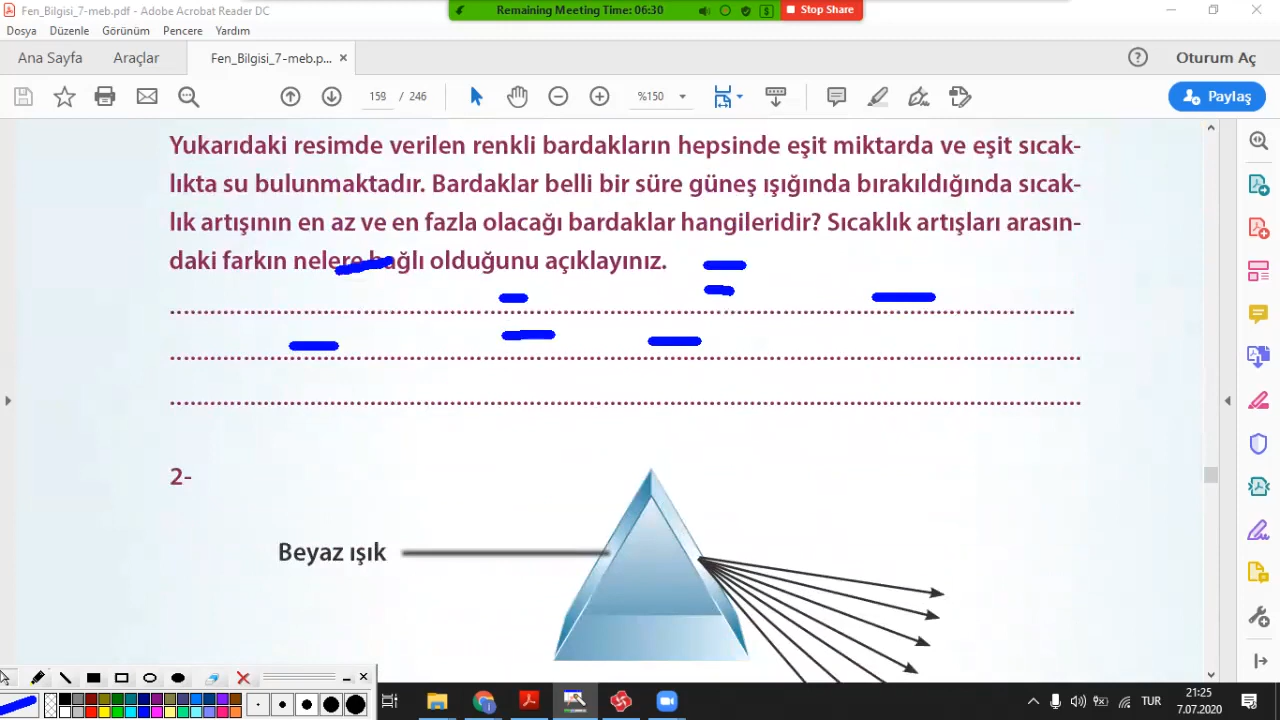 Fen_Bilgisi_7-meb.pdf - Adobe Acrobat Reader DC
Remaining Meeting Time: 06:30
Stop Share
Dosya Düzenle Görünüm Pencere Yardım
Ana Sayfa Araçlar Fen_Bilgisi_7-meb.p... Oturum Aç
159 / 246 %150 Paylaş
Yukarıdaki resimde verilen renkli bardakların hepsinde eşit miktarda ve eşit sıcak-
lıkta su bulunmaktadır. Bardaklar belli bir süre güneş ışığında bırakıldığında sıcak-
lık artışının en az ve en fazla olacağı bardaklar hangileridir? Sıcaklık artışları arasın-
daki farkın nelere bağlı olduğunu açıklayınız.
2-
Beyaz ışık
TUR
21:25
7.07.2020